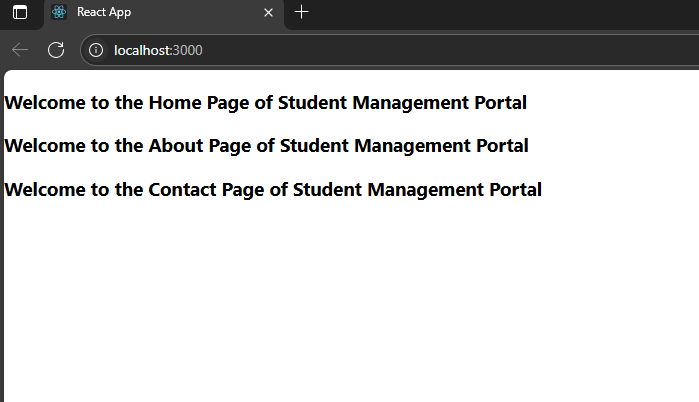 React App
localhost:3000
Welcome to the Home Page of Student Management Portal
Welcome to the About Page of Student Management Portal
Welcome to the Contact Page of Student Management Portal